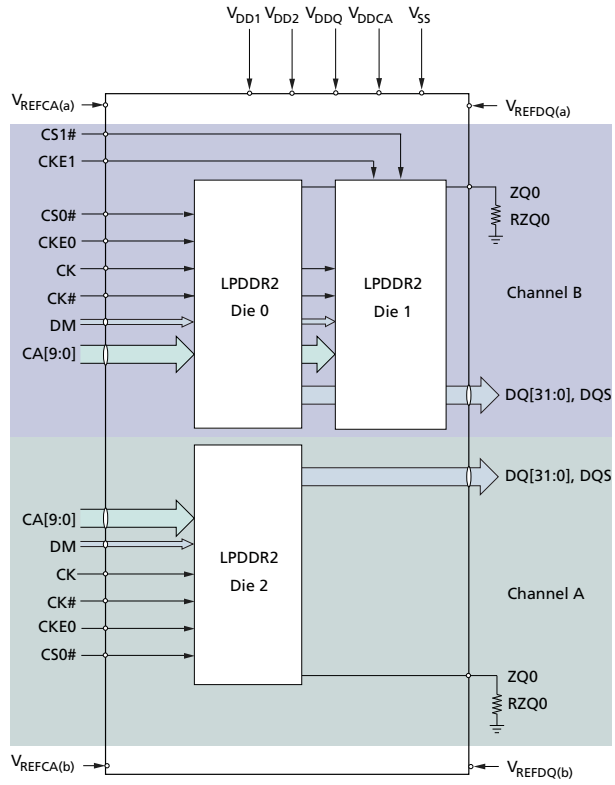 VDD1 VDD2 VDDQ VDDCA VSS
VREFCA(a)
VREFDQ(a)
CS1#
CKE1
ZQ0
RZQ0
CS0#
CKE0
CK
CK#
DM
CA[9:0]
LPDDR2
Die 0
LPDDR2
Die 1
Channel B
DQ[31:0], DQS
DQ[31:0], DQS
CA[9:0]
DM
CK
CK#
CKE0
CS0#
LPDDR2
Die 2
Channel A
ZQ0
RZQ0
VREFCA(b)
VREFDQ(b)